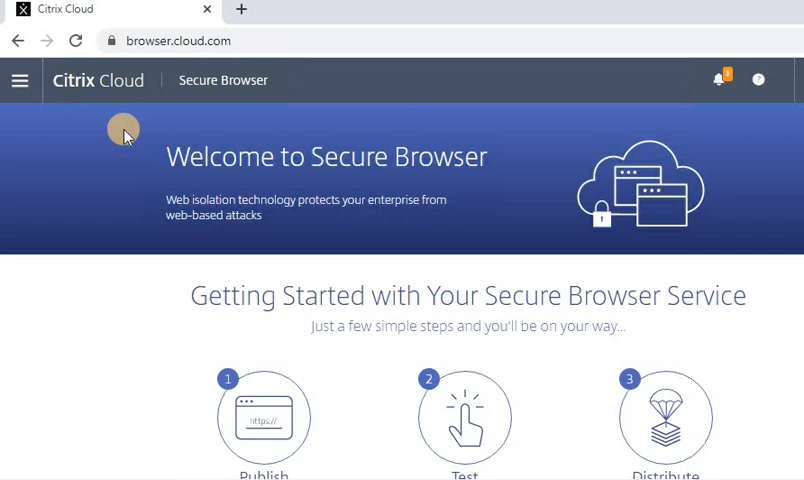 Citrix Cloud
browser.cloud.com
Citrix Cloud
Secure Browser
3
?
Welcome to Secure Browser
Web isolation technology protects your enterprise from
web-based attacks
Getting Started with Your Secure Browser Service
Just a few simple steps and you'll be on your way...
1
2
3
https://
Publish
Test
Distribute